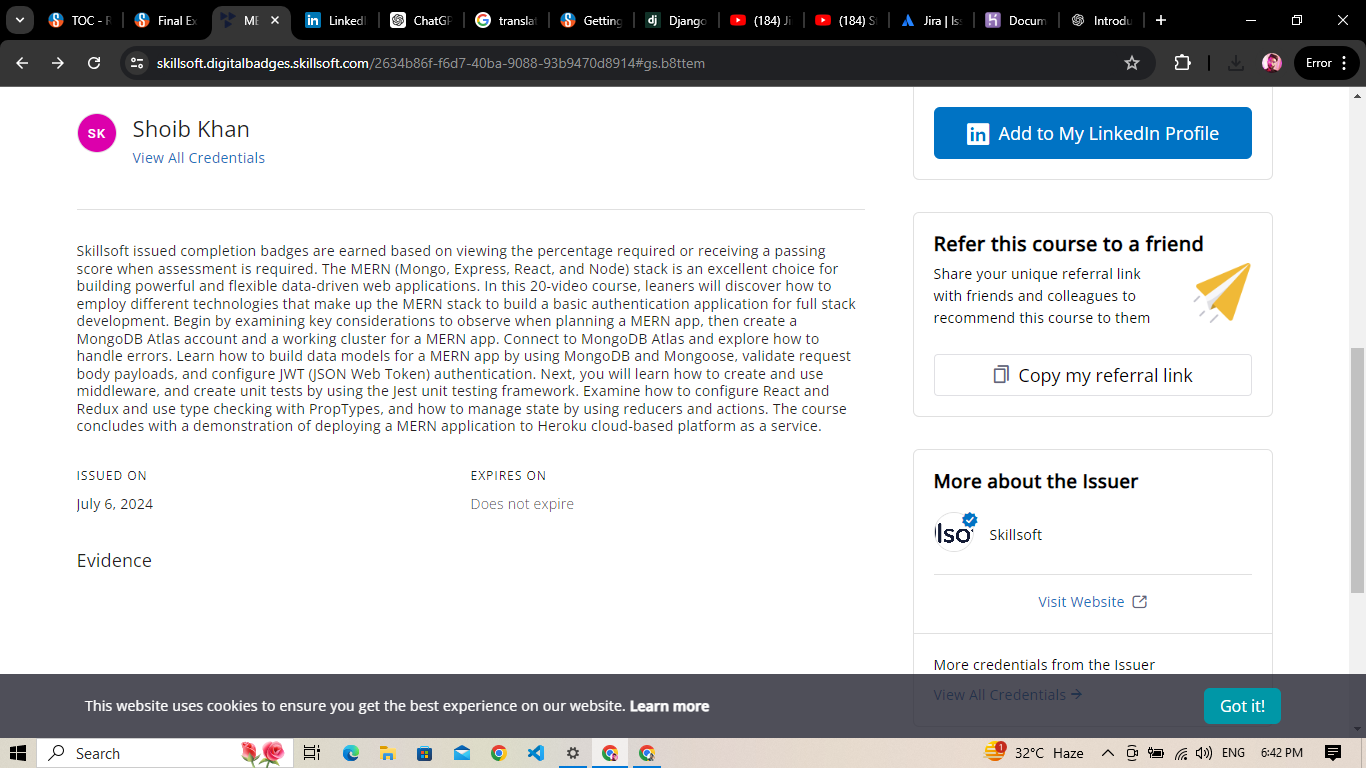 TOC - R
Final Ex
ME
LinkedI
ChatGP
translat
Getting
Django
(184) Ji
(184) S
Jira | Is
Docum
Introdu
skillsoft.digitalbadges.skillsoft.com/2634b86f-f6d7-40ba-9088-93b9470d8914#gs.b8ttem
Error
SK
Shoib Khan
View All Credentials
Skillsoft issued completion badges are earned based on viewing the percentage required or receiving a passing
score when assessment is required. The MERN (Mongo, Express, React, and Node) stack is an excellent choice for
building powerful and flexible data-driven web applications. In this 20-video course, leaners will discover how to
employ different technologies that make up the MERN stack to build a basic authentication application for full stack
development. Begin by examining key considerations to observe when planning a MERN app, then create a
MongoDB Atlas account and a working cluster for a MERN app. Connect to MongoDB Atlas and explore how to
handle errors. Learn how to build data models for a MERN app by using MongoDB and Mongoose, validate request
body payloads, and configure JWT (JSON Web Token) authentication. Next, you will learn how to create and use
middleware, and create unit tests by using the Jest unit testing framework. Examine how to configure React and
Redux and use type checking with PropTypes, and how to manage state by using reducers and actions. The course
concludes with a demonstration of deploying a MERN application to Heroku cloud-based platform as a service.
ISSUED ON
July 6, 2024
EXPIRES ON
Does not expire
Evidence
Add to My LinkedIn Profile
Refer this course to a friend
Share your unique referral link
with friends and colleagues to
recommend this course to them
Copy my referral link
More about the Issuer
lso
Skillsoft
Visit Website
More credentials from the Issuer
View All Credentials
This website uses cookies to ensure you get the best experience on our website. Learn more
Got it!
Search
1
32°C Haze
ENG
6:42 PM